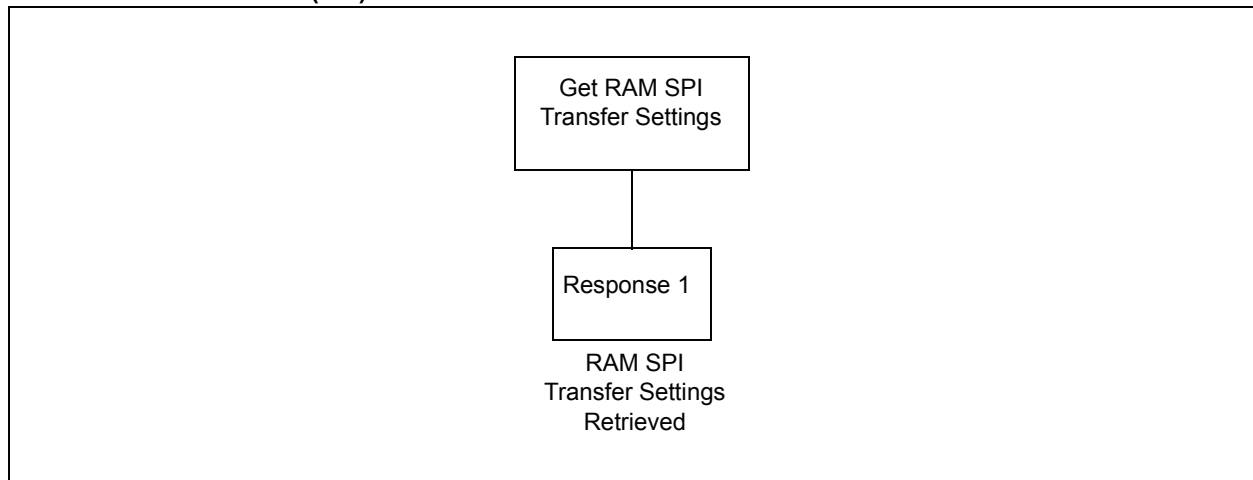 Get RAM SPI
Transfer Settings
Response 1
RAM SPI
Transfer Settings
Retrieved